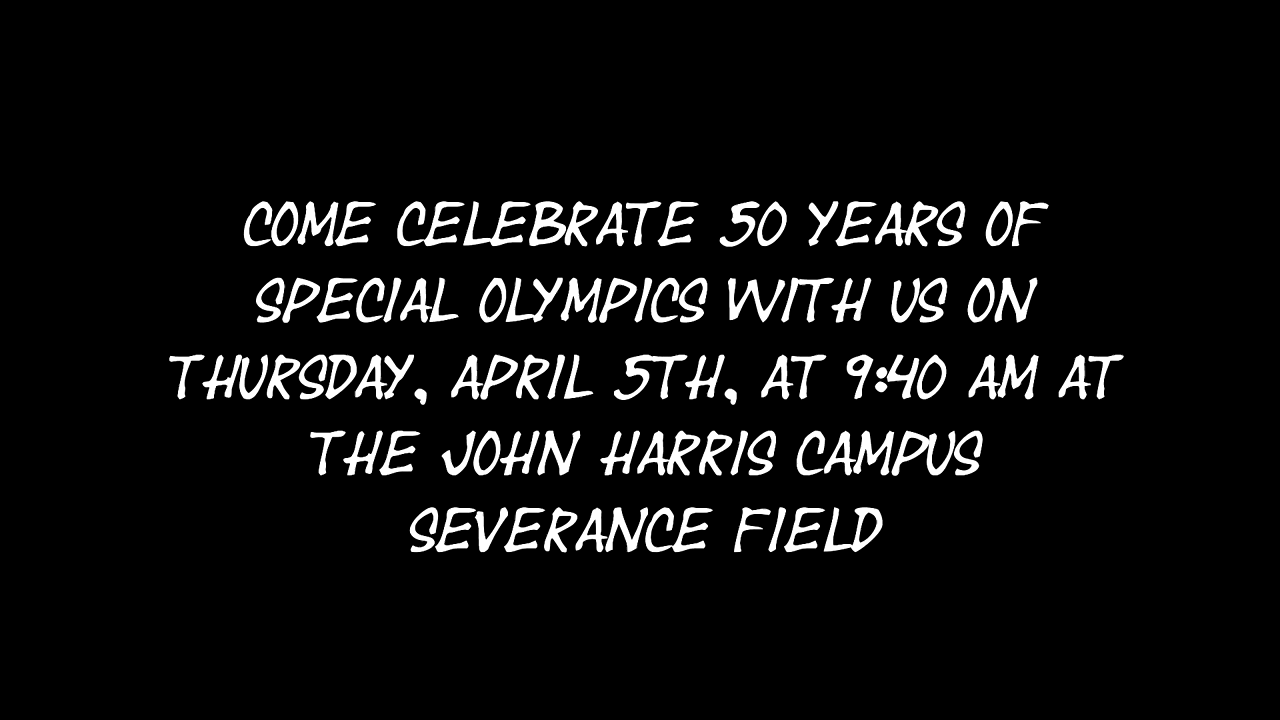 COME CELEBRATE 50 YEARS OF
SPECIAL OLYMPICS WITH US ON
THURSDAY, APRIL 5TH, AT 9:40 AM AT
THE JOHN HARRIS CAMPUS
SEVERANCE FIELD